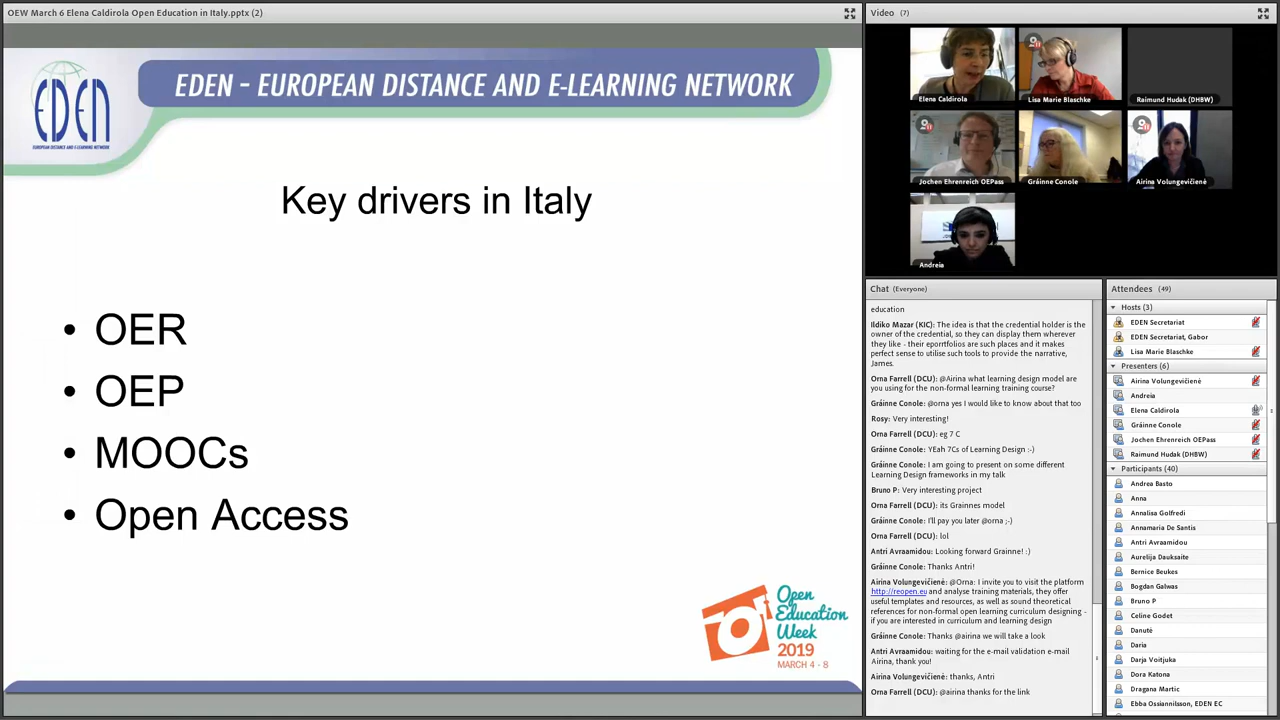 OEW March 6 Elena Caldirola Open Education in Italy.pptx (2)
EDEN
EUROPEAN DISTANCE AND E-LEARNING NETWORK
EDEN - EUROPEAN DISTANCE AND E-LEARNING NETWORK
Key drivers in Italy
• OER
• OEP
• MOOCs
• Open Access
Open
Education
Week
2019
MARCH 4 - 8
Video (7)
Elena Caldirola
Lisa Marie Blaschke
Raimund Hudak (DHBW)
Jochen Ehrenreich OEPass
Gráinne Conole
Airina Volungevičienė
Andreia
Chat (Everyone)
education
Ildiko Mazar (KIC): The idea is that the credential holder is the
owner of the credential, so they can display them wherever
they like - their eportfolios are such places and it makes
perfect sense to utilise such tools to provide the narrative,
James.
Orna Farrell (DCU): @Airina what learning design model are
you using for the non-formal learning training course?
Gráinne Conole: @orna yes I would like to know about that too
Rosy: Very interesting!
Orna Farrell (DCU): eg 7 C
Gráinne Conole: YEah 7Cs of Learning Design :-)
Gráinne Conole: I am going to present on some different
Learning Design frameworks in my talk
Bruno P: Very interesting project
Orna Farrell (DCU): its Grainnes model
Gráinne Conole: I'll pay you later @orna ;-)
Orna Farrell (DCU): lol
Antri Avraamidou: Looking forward Grainne! :)
Gráinne Conole: Thanks Antri!
Airina Volungevičienė: @Orna: I invite you to visit the platform
http://reopen.eu and analyse training materials, they offer
useful templates and resources, as well as sound theoretical
references for non-formal open learning curriculum designing -
if you are interested in curriculum and learning design
Gráinne Conole: Thanks @airina we will take a look
Antri Avraamidou: waiting for the e-mail validation e-mail
Airina, thank you!
Airina Volungevičienė: thanks, Antri
Orna Farrell (DCU): @airina thanks for the link
Attendees (49)
Hosts (3)
EDEN Secretariat
EDEN Secretariat, Gabor
Lisa Marie Blaschke
Presenters (6)
Airina Volungevičienė
Andreia
Elena Caldirola
Gráinne Conole
Jochen Ehrenreich OEPass
Raimund Hudak (DHBW)
Participants (40)
Andrea Basto
Anna
Annalisa Golfredi
Annamaria De Santis
Antri Avraamidou
Aurelija Dauksaite
Bernice Beukes
Bogdan Galwas
Bruno P
Celine Godet
Danutė
Daria
Darja Voitjuka
Dora Katona
Dragana Martic
Ebba Ossiannilsson, EDEN EC